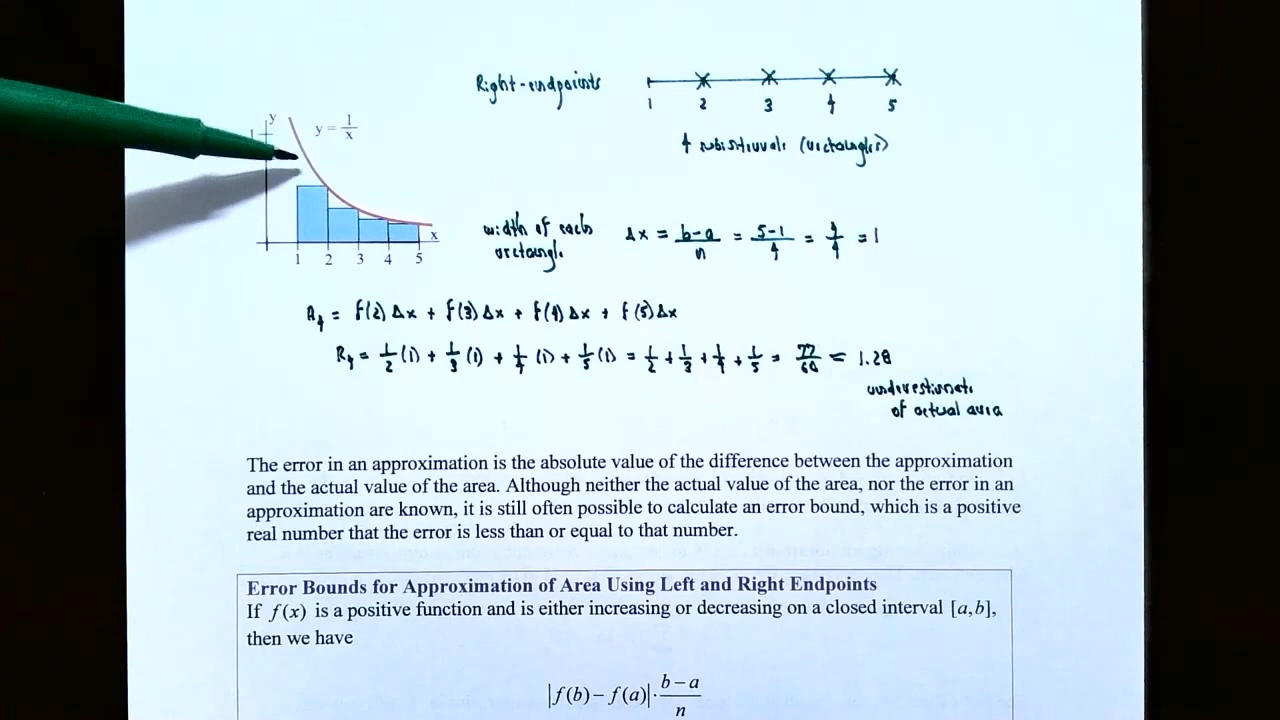 Right-endpoints
1 2 3 4 5
4 subintervals (rectangles)
y
1
y = 1/x
x
1 2 3 4 5
width of each
rectangle
Δx = b-a/n = 5-1/4 = 4/4 = 1
R4 = f(2)Δx + f(3)Δx + f(4)Δx + f(5)Δx
R4 = 1/2 (1) + 1/3 (1) + 1/4 (1) + 1/5 (1) = 1/2 + 1/3 + 1/4 + 1/5 = 77/60 = 1.28
underestimate
of actual area
The error in an approximation is the absolute value of the difference between the approximation
and the actual value of the area. Although neither the actual value of the area, nor the error in an
approximation are known, it is still often possible to calculate an error bound, which is a positive
real number that the error is less than or equal to that number.
Error Bounds for Approximation of Area Using Left and Right Endpoints
If f(x) is a positive function and is either increasing or decreasing on a closed interval [a,b],
then we have
|f(b) − f(a)| · b − a/n